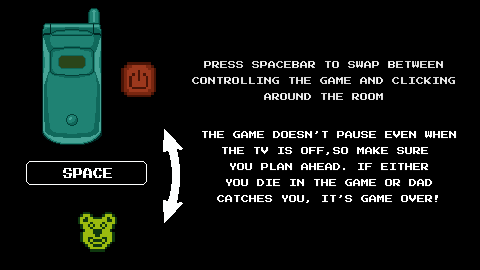 PRESS SPACEBAR TO SWAP BETWEEN
CONTROLLING THE GAME AND CLICKING
AROUND THE ROOM
THE GAME DOESN'T PAUSE EVEN WHEN
THE TV IS OFF,SO MAKE SURE
YOU PLAN AHEAD. IF EITHER
YOU DIE IN THE GAME OR DAD
CATCHES YOU, IT'S GAME OVER!
SPACE